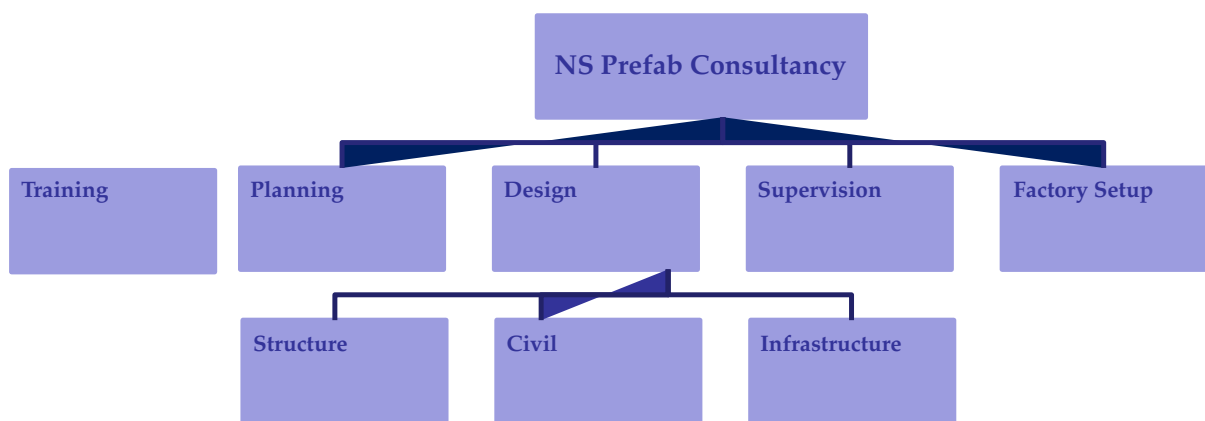 NS Prefab Consultancy
Training
Planning
Design
Supervision
Factory Setup
Structure
Civil
Infrastructure